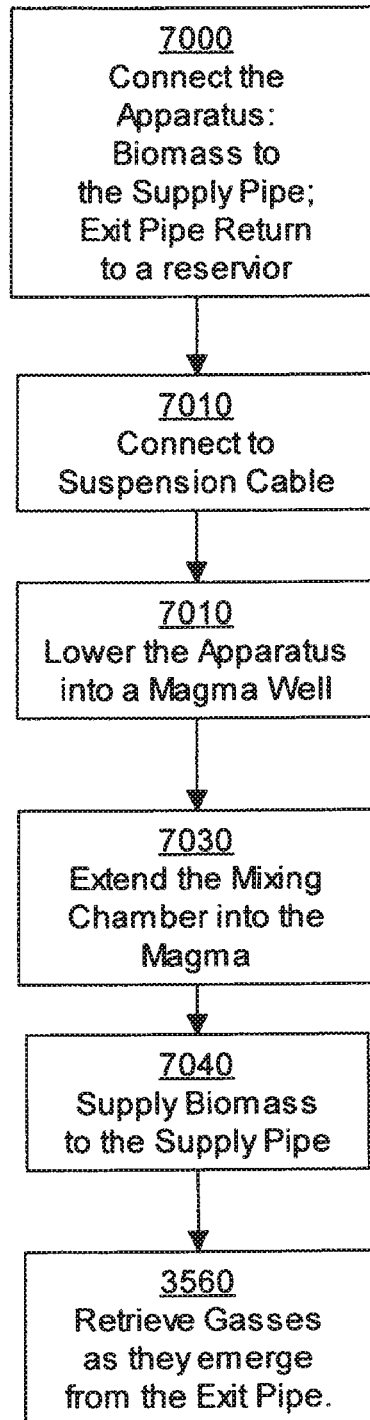 7000
Connect the
Apparatus:
Biomass to
the Supply Pipe;
Exit Pipe Return
to a reservior
7010
Connect to
Suspension Cable
7010
Lower the Apparatus
into a Magma Well
7030
Extend the Mixing
Chamber into the
Magma
7040
Supply Biomass
to the Supply Pipe
3560
Retrieve Gasses
as they emerge
from the Exit Pipe.